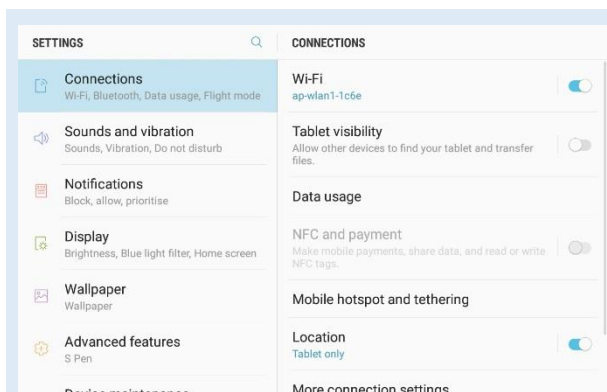 SETTINGS
Connections
Wi-Fi, Bluetooth, Data usage, Flight mode
Sounds and vibration
Sounds, Vibration, Do not disturb
Notifications
Block, allow, prioritise
Display
Brightness, Blue light filter, Home screen
Wallpaper
Wallpaper
Advanced features
S Pen
Device maintenance
CONNECTIONS
Wi-Fi
ap-wlan1-1c6e
Tablet visibility
Allow other devices to find your tablet and transfer
files.
Data usage
NFC and payment
Make mobile payments, share data, and read or write
NFC tags.
Mobile hotspot and tethering
Location
Tablet only
More connection settings